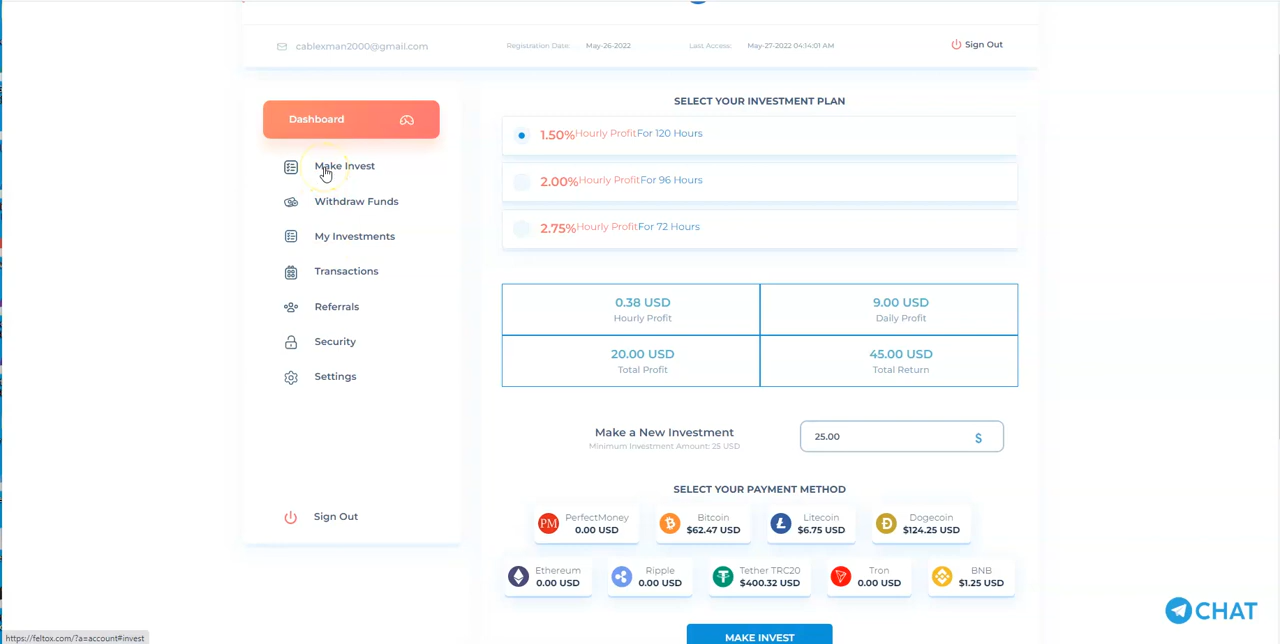 cablexman2000@gmail.com
Registration Date: May-26-2022
Last Access: May-27-2022 04:14:01 AM
Sign Out
Dashboard
Make Invest
Withdraw Funds
My Investments
Transactions
Referrals
Security
Settings
Sign Out
SELECT YOUR INVESTMENT PLAN
1.50%Hourly ProfitFor 120 Hours
2.00%Hourly ProfitFor 96 Hours
2.75%Hourly ProfitFor 72 Hours
0.38 USD
Hourly Profit
9.00 USD
Daily Profit
20.00 USD
Total Profit
45.00 USD
Total Return
Make a New Investment
Minimum Investment Amount: 25 USD
25.00 $
SELECT YOUR PAYMENT METHOD
PM
PerfectMoney
0.00 USD
Bitcoin
$62.47 USD
Litecoin
$6.75 USD
Dogecoin
$124.25 USD
Ethereum
0.00 USD
Ripple
0.00 USD
Tether TRC20
$400.32 USD
Tron
0.00 USD
BNB
$1.25 USD
MAKE INVEST
CHAT
https://feltox.com/?a=account#invest